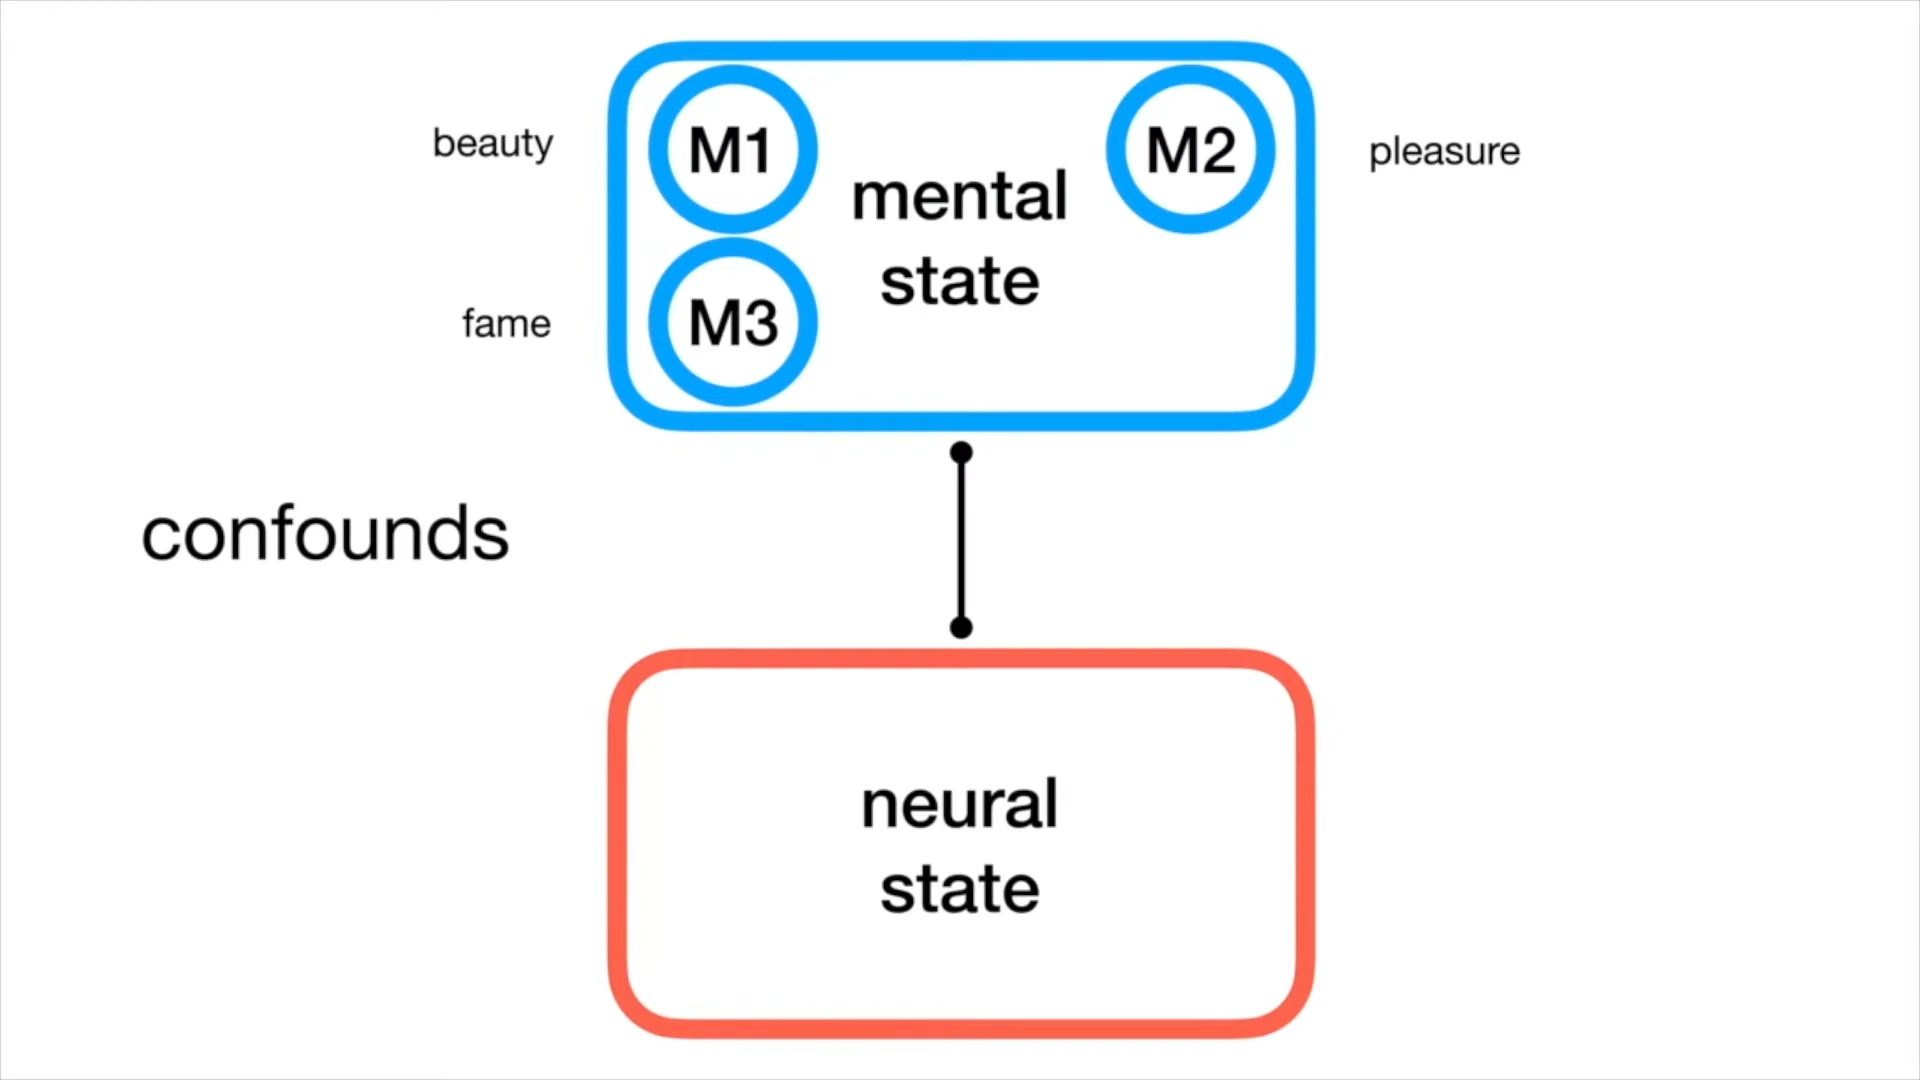 beauty
M1
mental
state
M2
pleasure
fame
M3
confounds
neural
state